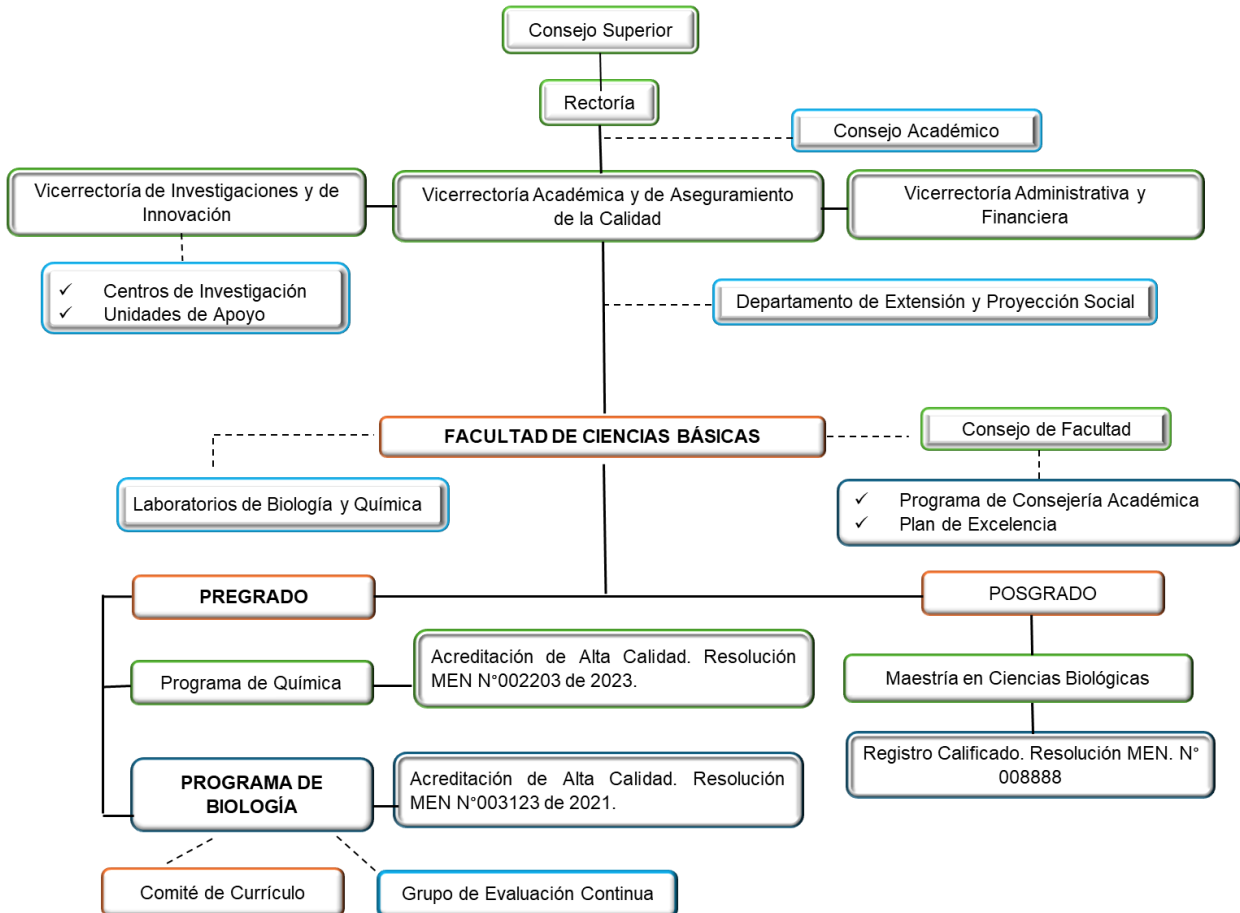 Consejo Superior
Rectoría
Consejo Académico
Vicerrectoría de Investigaciones y de
Innovación
Vicerrectoría Académica y de Aseguramiento
de la Calidad
Vicerrectoría Administrativa y
Financiera
✓ Centros de Investigación
✓ Unidades de Apoyo
Departamento de Extensión y Proyección Social
FACULTAD DE CIENCIAS BÁSICAS
Consejo de Facultad
Laboratorios de Biología y Química
✓ Programa de Consejería Académica
✓ Plan de Excelencia
PREGRADO
POSGRADO
Programa de Química
Acreditación de Alta Calidad. Resolución
MEN N°002203 de 2023.
Maestría en Ciencias Biológicas
PROGRAMA DE
BIOLOGÍA
Acreditación de Alta Calidad. Resolución
MEN N°003123 de 2021.
Registro Calificado. Resolución MEN. N°
008888
Comité de Currículo
Grupo de Evaluación Continua